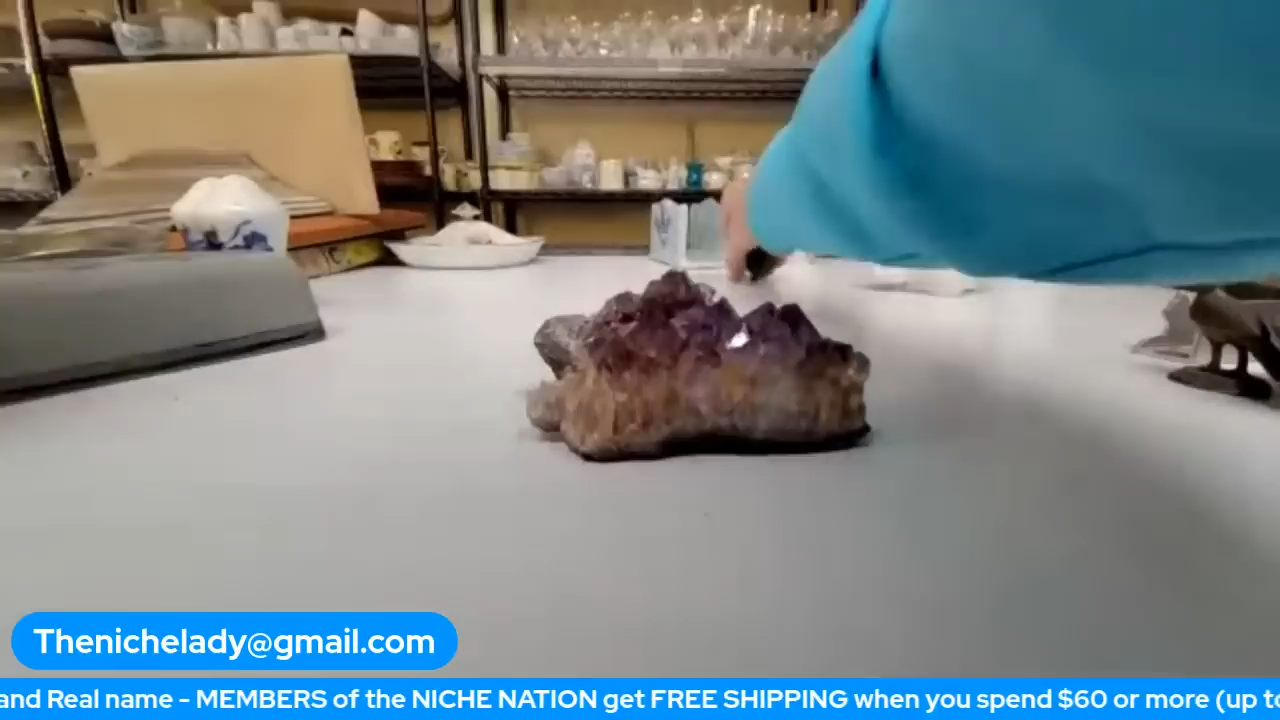 Thenichelady@gmail.com
and Real name - MEMBERS of the NICHE NATION get FREE SHIPPING when you spend $60 or more (up to